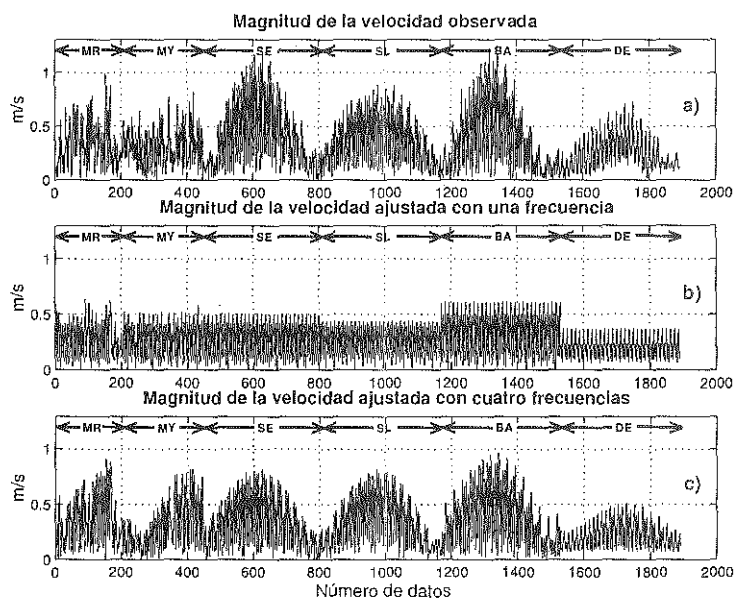 Magnitud de la velocidad observada
MR MY SE SL BA DE
1
0.5
0
m/s
a)
0 200 400 600 800 1000 1200 1400 1600 1800 2000
Magnitud de la velocidad ajustada con una frecuencia
MR MY SE SL BA DE
1
0.5
0
m/s
b)
0 200 400 600 800 1000 1200 1400 1600 1800 2000
Magnitud de la velocidad ajustada con cuatro frecuencias
MR MY SE SL BA DE
1
0.5
0
m/s
c)
0 200 400 600 800 1000 1200 1400 1600 1800 2000
Número de datos